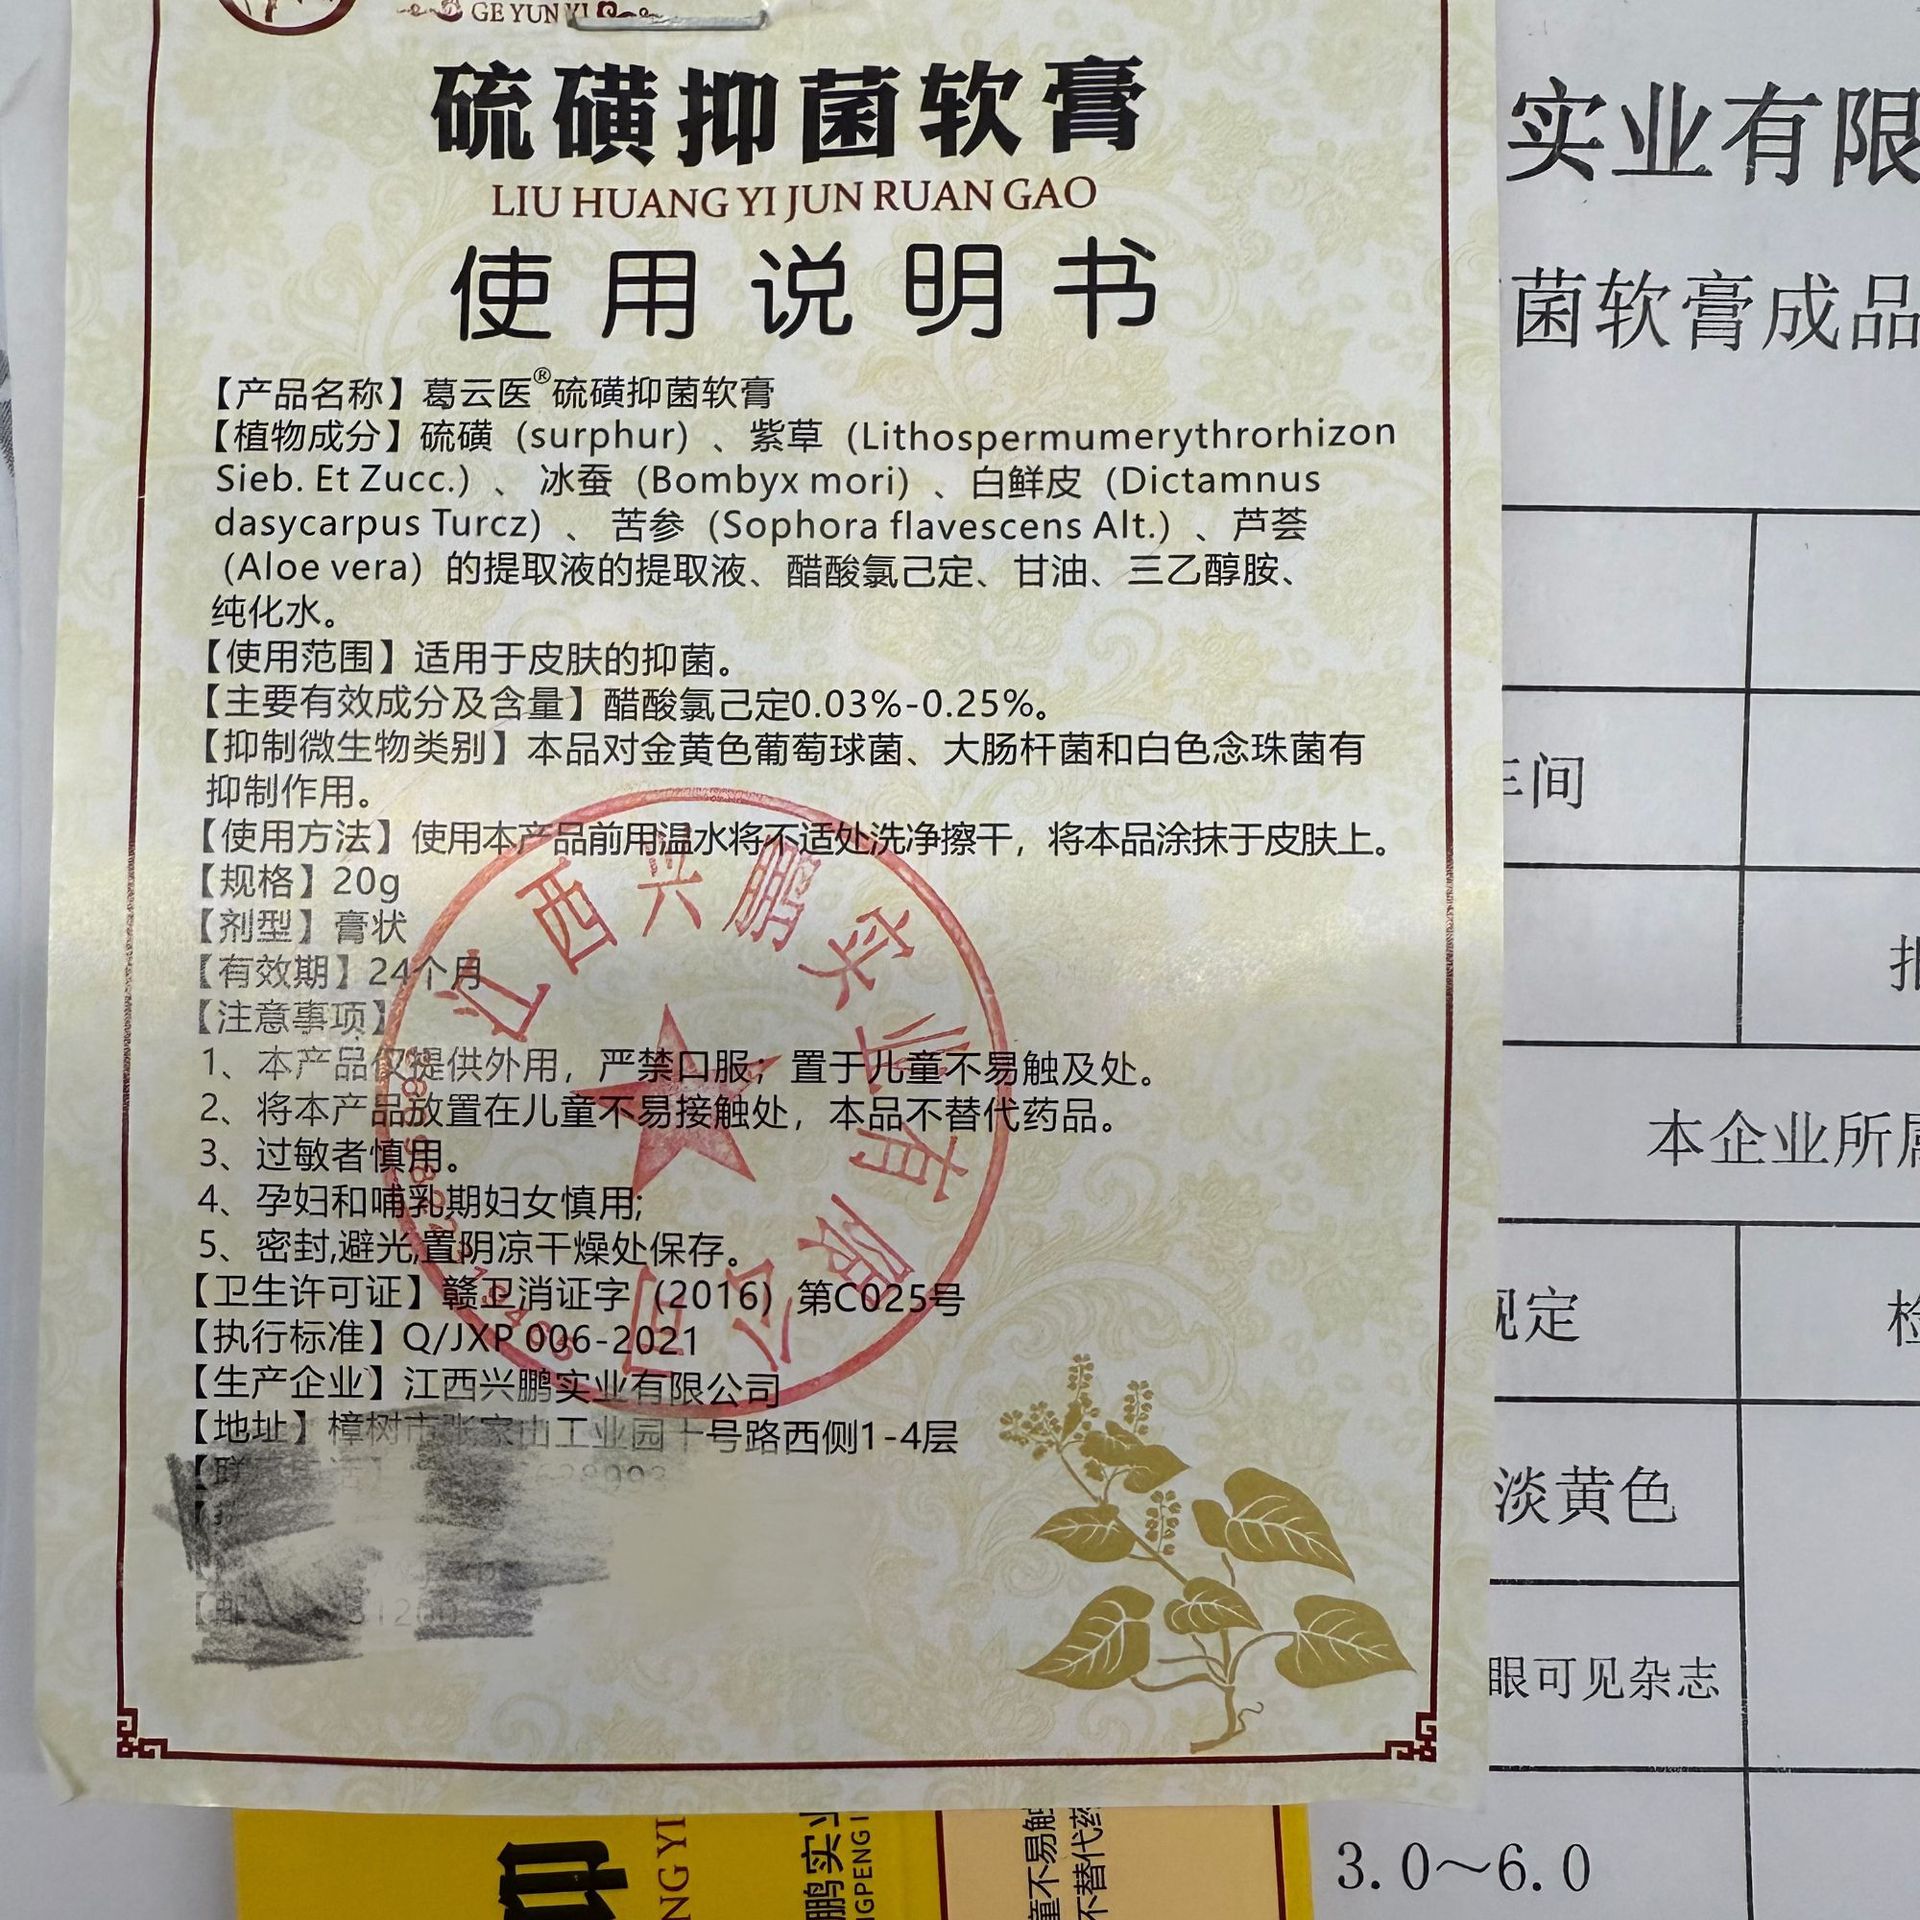 GE YUN YI
硫磺抑菌软膏
LIU HUANG YI JUN RUAN GAO
使用说明书
【产品名称】葛云医®硫磺抑菌软膏
【植物成分】硫磺（surphur）、紫草（Lithospermumerythrorhizon
Sieb. Et Zucc.）、冰蚕（Bombyx mori）、白鲜皮（Dictamnus
dasycarpus Turcz）、苦参（Sophora flavescens Alt.）、芦荟
（Aloe vera）的提取液的提取液、醋酸氯己定、甘油、三乙醇胺、
纯化水。
【使用范围】适用于皮肤的抑菌。
【主要有效成分及含量】醋酸氯己定0.03%-0.25%。
【抑制微生物类别】本品对金黄色葡萄球菌、大肠杆菌和白色念珠菌有
抑制作用。
【使用方法】使用本产品前用温水将不适处洗净擦干，将本品涂抹于皮肤上。
【规格】20g
【剂型】膏状
【有效期】24个月
【注意事项】
1、本产品仅提供外用，严禁口服；置于儿童不易触及处。
2、将本产品放置在儿童不易接触处，本品不替代药品。
3、过敏者慎用。
4、孕妇和哺乳期妇女慎用;
5、密封,避光,置阴凉干燥处保存。
【卫生许可证】赣卫消证字（2016）第C025号
【执行标准】Q/JXP 006-2021
【生产企业】江西兴鹏实业有限公司
【地址】樟树市张家山工业园十号路西侧1-4层
江西兴鹏实业有限公司
实业有限
菌软膏成品
车间
本企业所属
规定
检
淡黄色
眼可见杂志
3.0～6.0
抑
NG YI
鹏实业
NGPENG
童不易触
不替代药